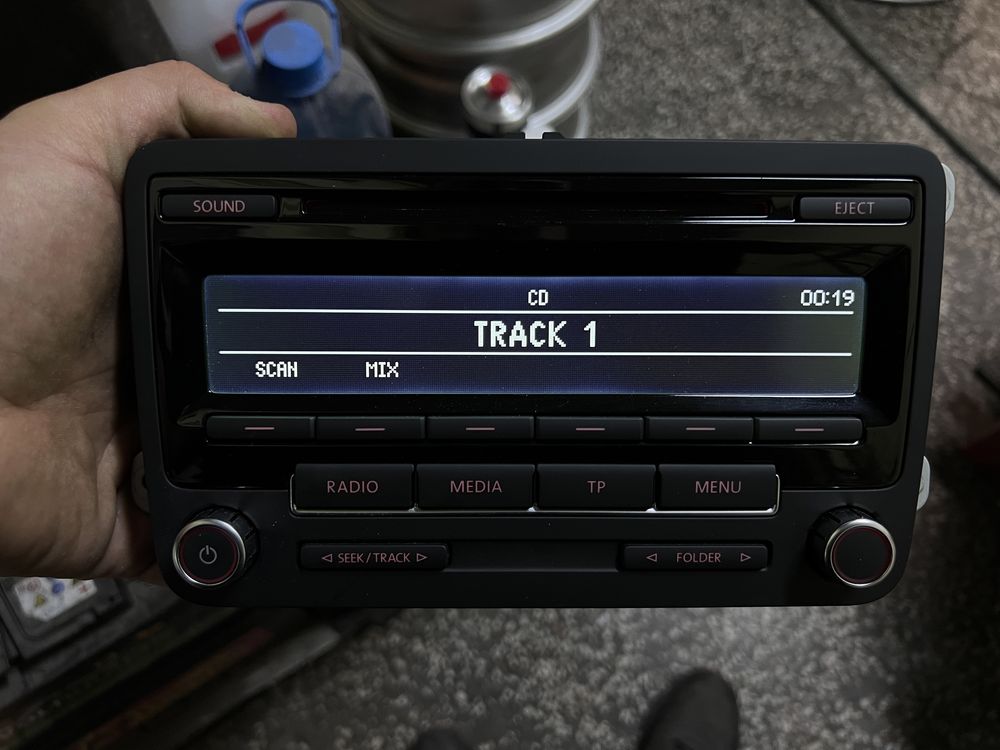 SOUND EJECT
CD 00:19
TRACK 1
SCAN MIX
RADIO MEDIA TP MENU
SEEK/TRACK FOLDER